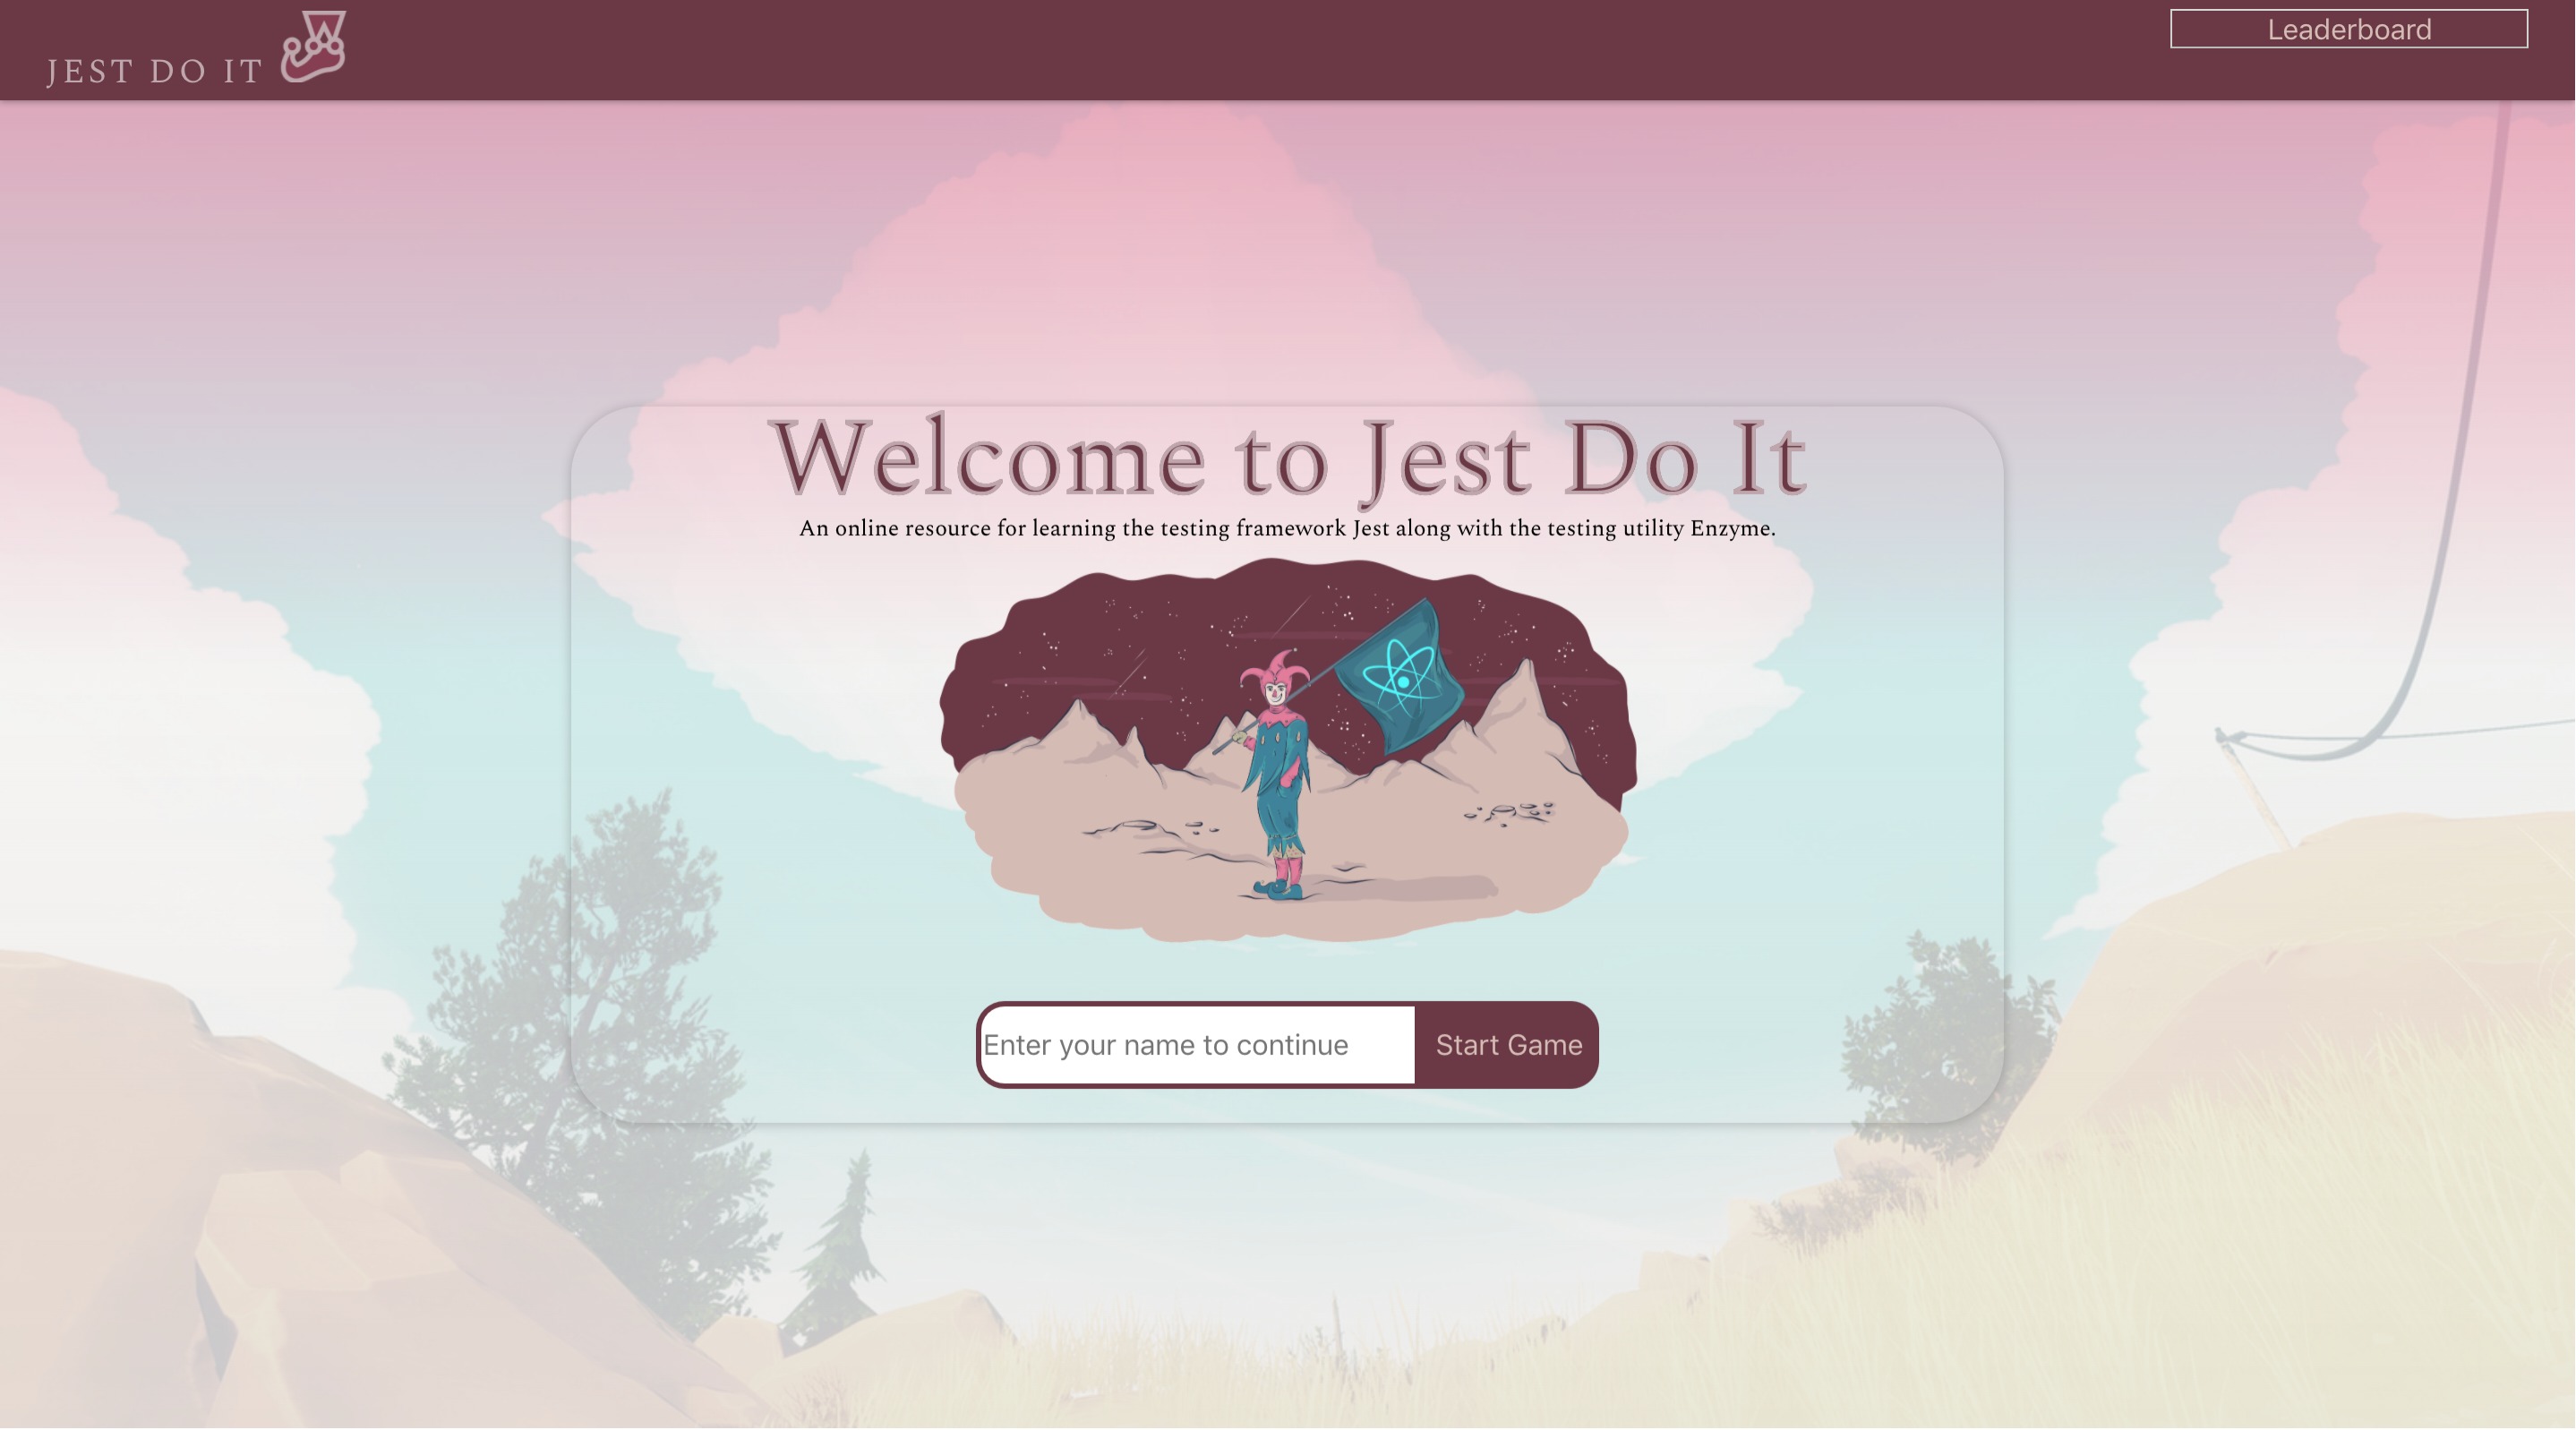 JEST DO IT
Leaderboard
Welcome to Jest Do It
An online resource for learning the testing framework Jest along with the testing utility Enzyme.
Enter your name to continue
Start Game